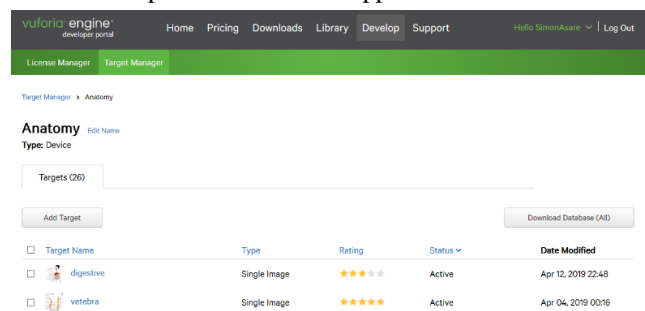 vuforia engine™ Home Pricing Downloads Library Develop Support Hello SimonAsare Log Out
developer portal
License Manager Target Manager
Target Manager > Anatomy
Anatomy Edit Name
Type: Device
Targets (26)
Add Target Download Database (All)
Target Name Type Rating Status Date Modified
digestive Single Image Active Apr 12, 2019 22:48
vetebra Single Image Active Apr 04, 2019 00:16